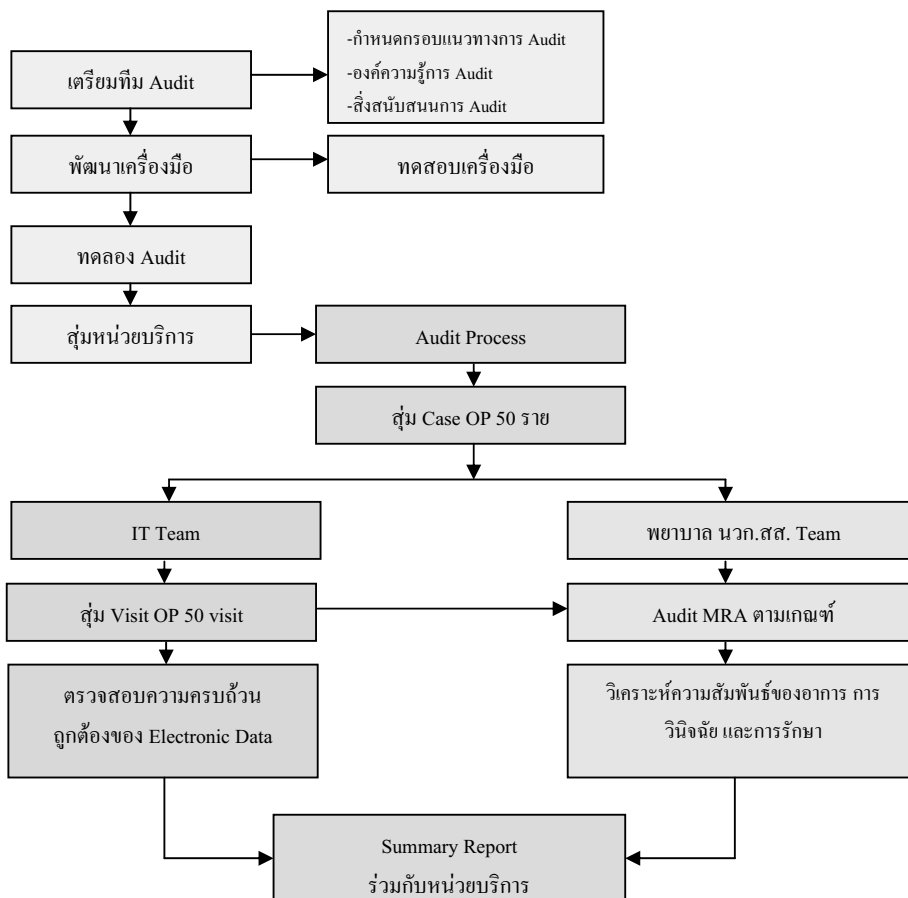 เตรียมทีม Audit
-กำหนดกรอบแนวทางการ Audit
-องค์ความรู้การ Audit
-สิ่งสนับสนนการ Audit
พัฒนาเครื่องมือ
ทดสอบเครื่องมือ
ทดลอง Audit
สุ่มหน่วยบริการ
Audit Process
สุ่ม Case OP 50 ราย
IT Team
พยาบาล นวก.สส. Team
สุ่ม Visit OP 50 visit
Audit MRA ตามเกณฑ์
ตรวจสอบความครบถ้วน
ถูกต้องของ Electronic Data
วิเคราะห์ความสัมพันธ์ของอาการ การ
วินิจฉัย และการรักษา
Summary Report
ร่วมกับหน่วยบริการ